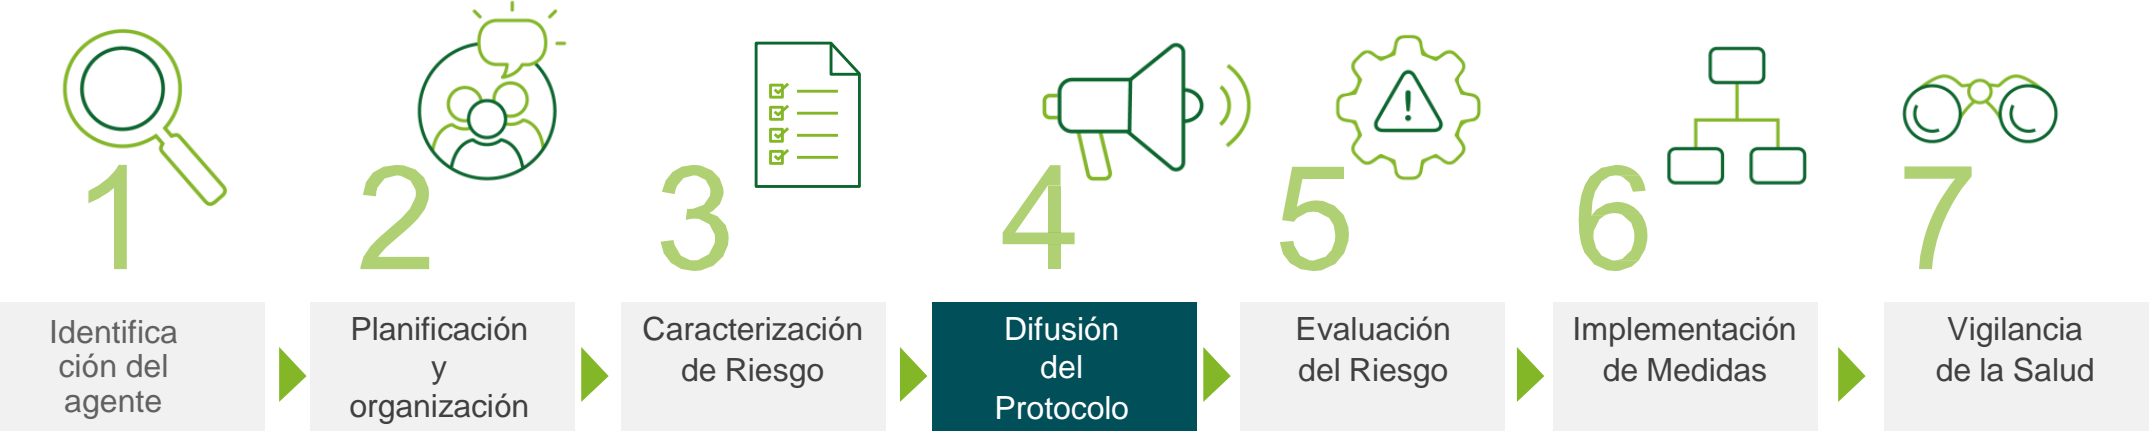 1
Identifica
ción del
agente
2
Planificación
y
organización
3
Caracterización
de Riesgo
4
Difusión
del
Protocolo
5
Evaluación
del Riesgo
6
Implementación
de Medidas
7
Vigilancia
de la Salud